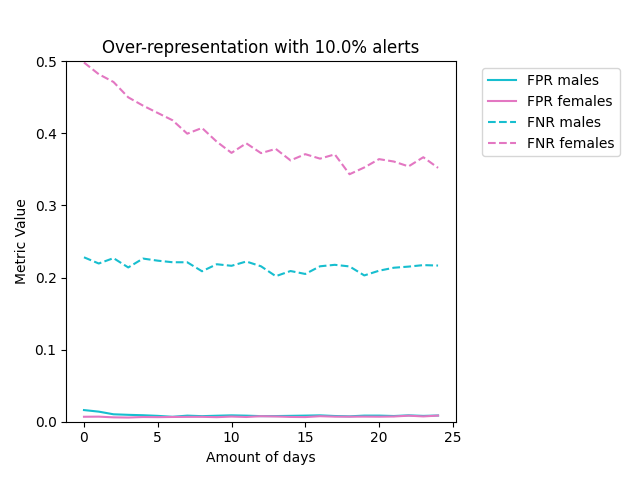 Over-representation with 10.0% alerts
0.5
0.4
0.3
0.2
0.1
0.0
Metric Value
0 5 10 15 20 25
Amount of days
FPR males
FPR females
FNR males
FNR females